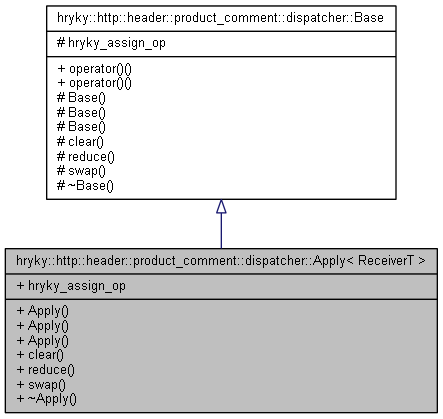 hryky::http::header::product_comment::dispatcher::Base
# hryky_assign_op
+ operator()()
+ operator()()
# Base()
# Base()
# Base()
# clear()
# reduce()
# swap()
# ~Base()
hryky::http::header::product_comment::dispatcher::Apply< ReceiverT >
+ hryky_assign_op
+ Apply()
+ Apply()
+ Apply()
+ clear()
+ reduce()
+ swap()
+ ~Apply()